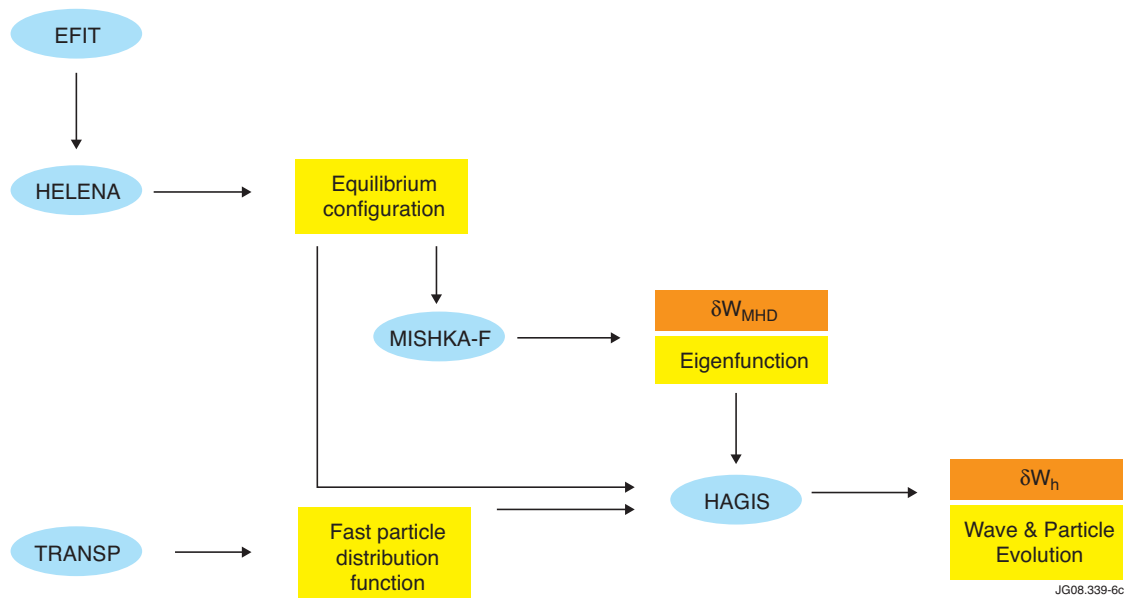 EFIT
HELENA
Equilibrium
configuration
MISHKA-F
δW_MHD
Eigenfunction
HAGIS
δW_h
Wave & Particle
Evolution
TRANSP
Fast particle
distribution
function
JG08.339-6c